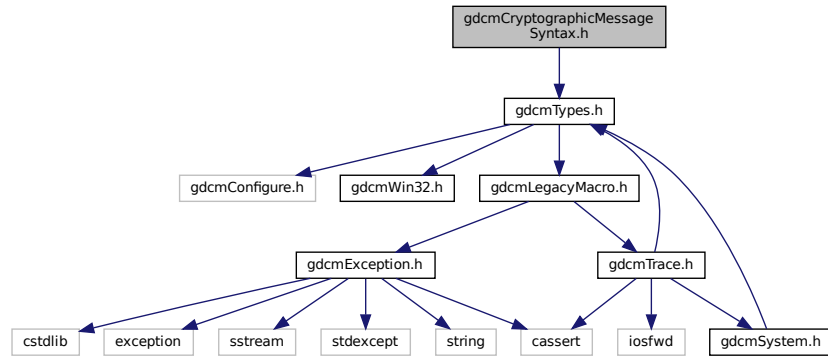 gdcmCryptographicMessage
Syntax.h
gdcmTypes.h
gdcmConfigure.h
gdcmWin32.h
gdcmLegacyMacro.h
gdcmException.h
gdcmTrace.h
cstdlib
exception
sstream
stdexcept
string
cassert
iosfwd
gdcmSystem.h